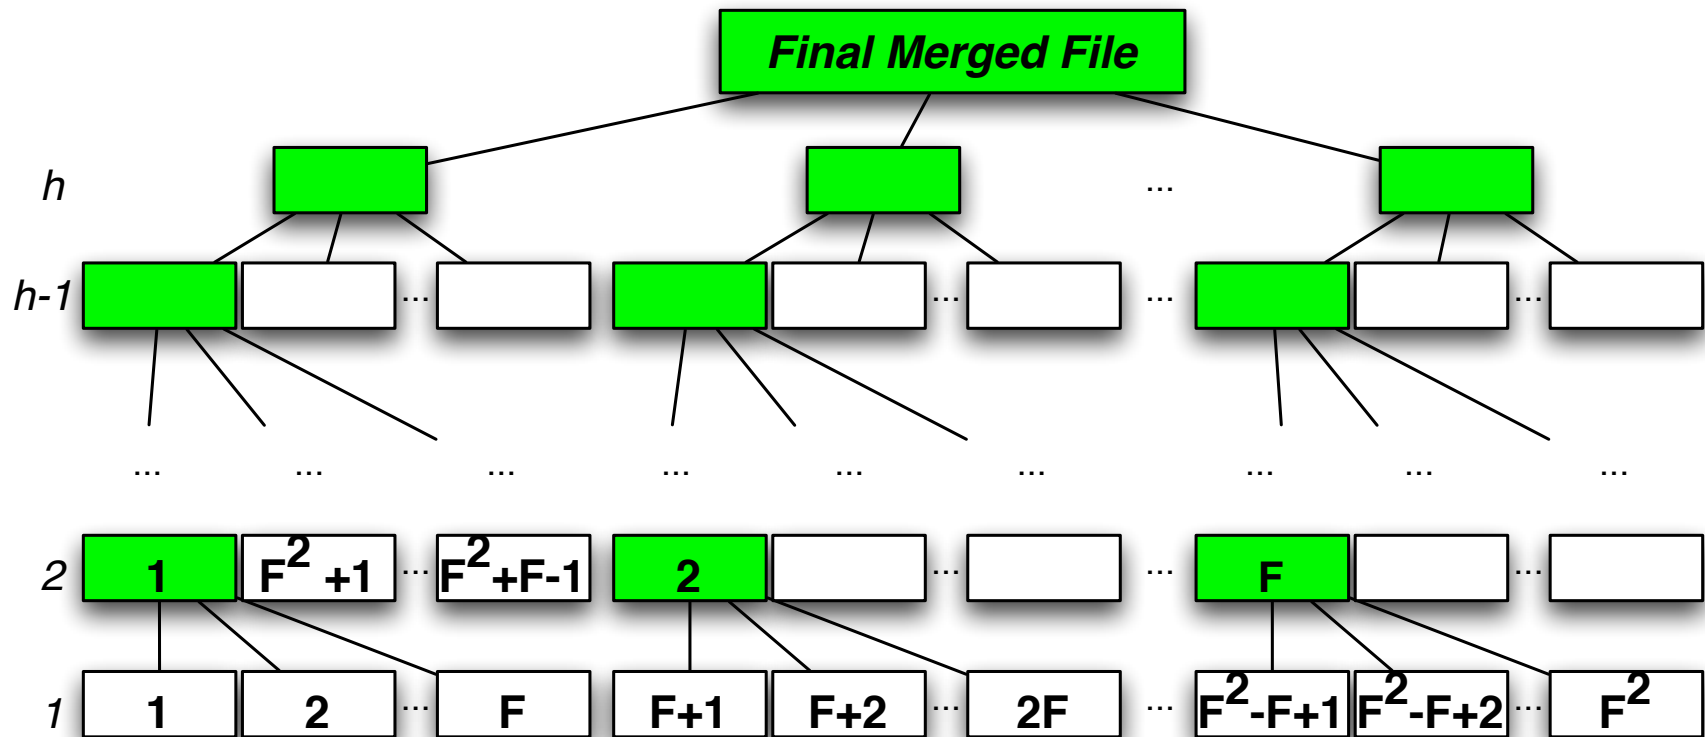 Final Merged File
h ...
h-1 ... ... ... ...
... ... ... ... ... ... ... ... ...
2 1 F² +1 ... F²+F-1 2 ... ... F ...
1 1 2 ... F F+1 F+2 ... 2F ... F²-F+1 F²-F+2 ... F²